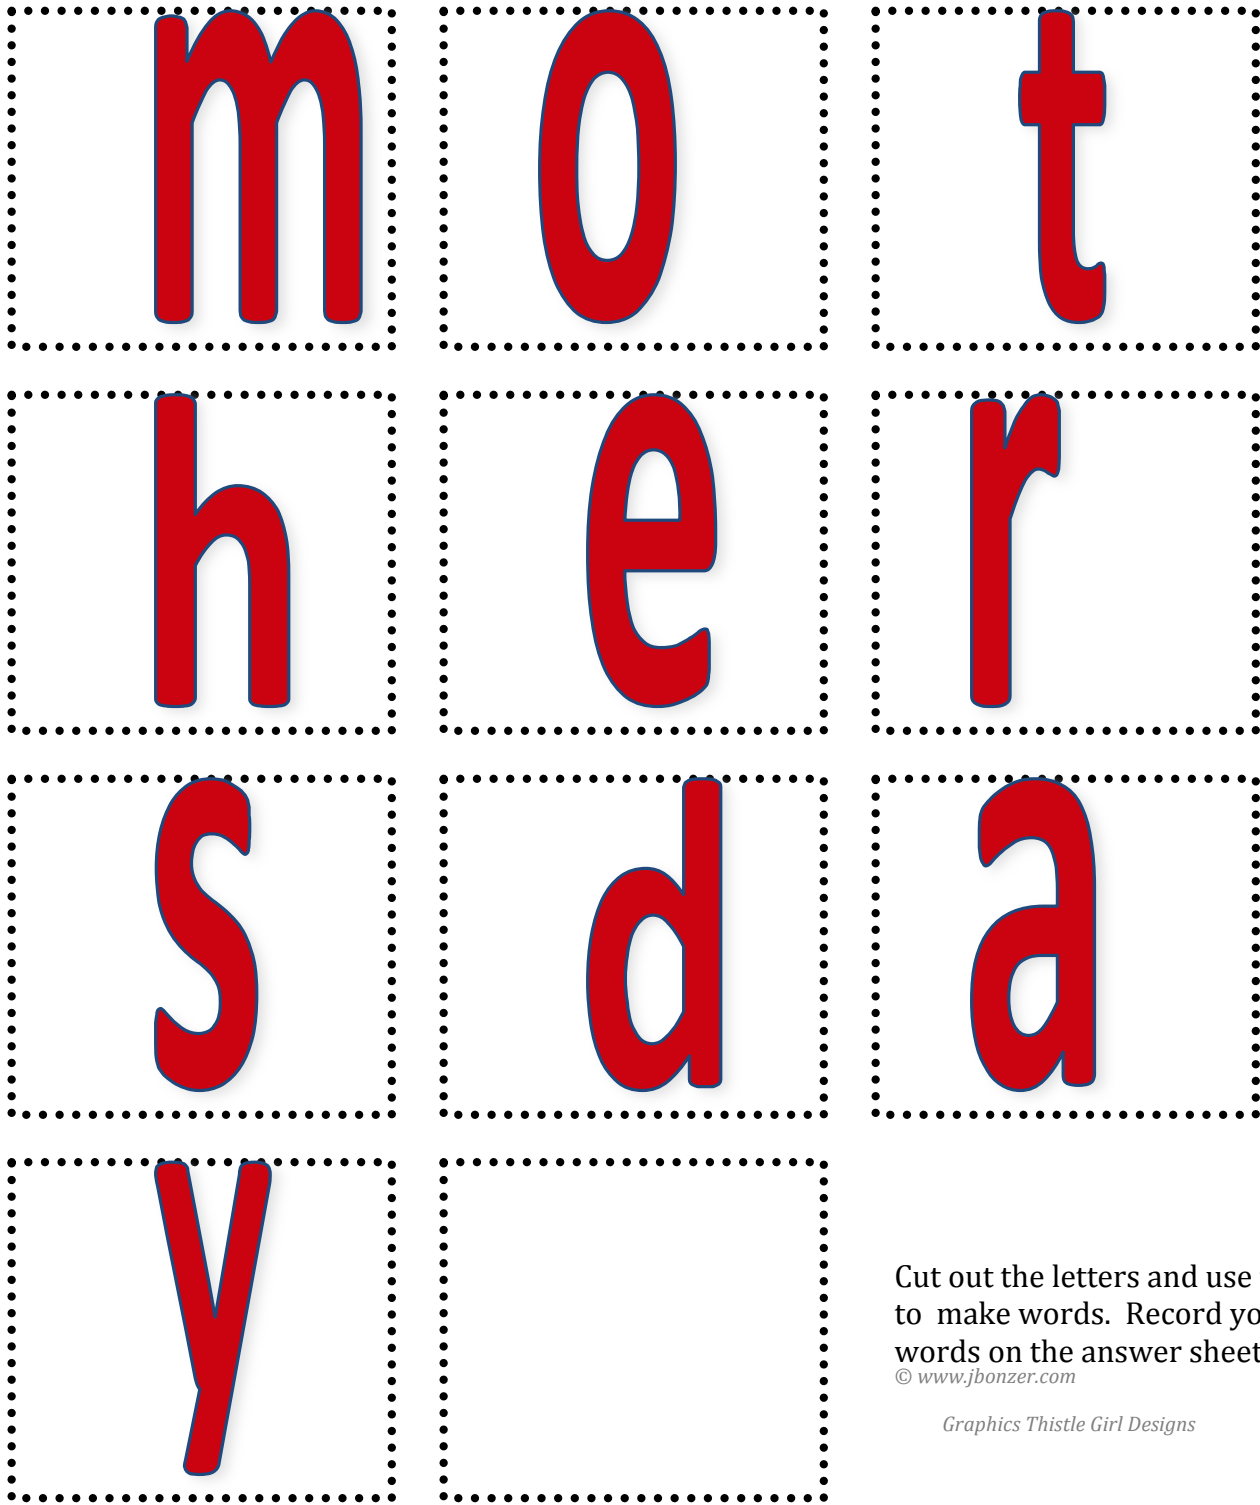 m o t
h e r
s d a
y
Cut out the letters and use
to make words. Record
words on the answer sheet
© www.jbonzer.com
Graphics Thistle Girl Designs